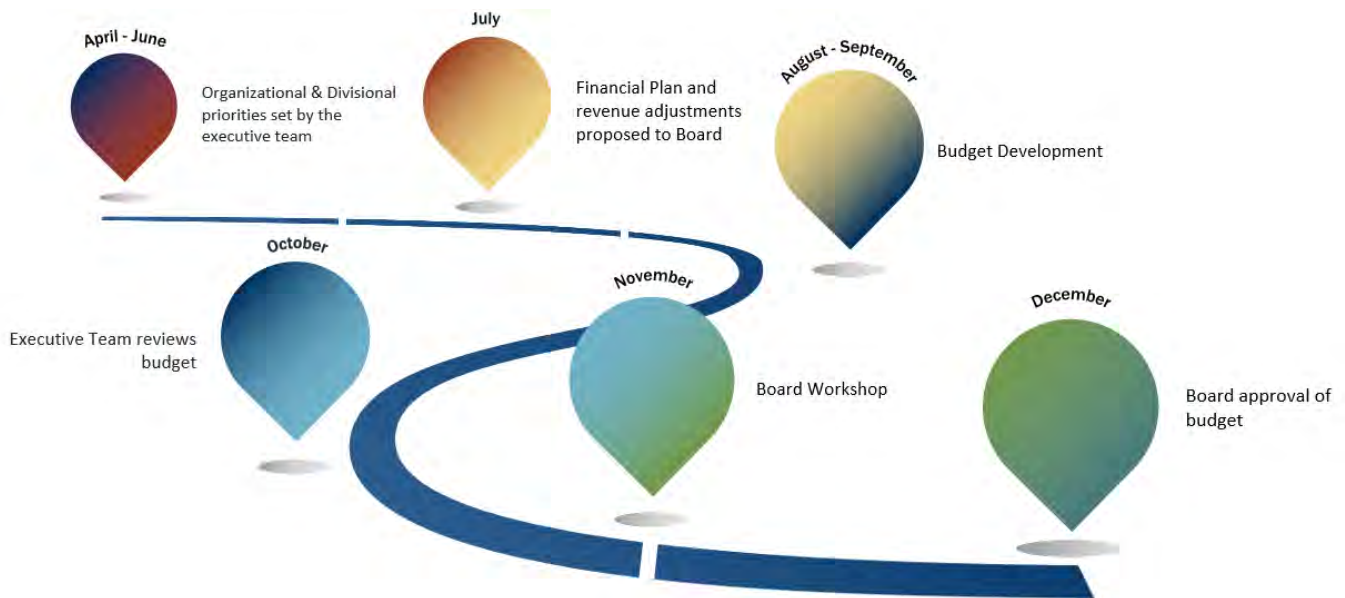 April - June
Organizational & Divisional
priorities set by the
executive team
July
Financial Plan and
revenue adjustments
proposed to Board
August - September
Budget Development
October
Executive Team reviews
budget
November
Board Workshop
December
Board approval of
budget